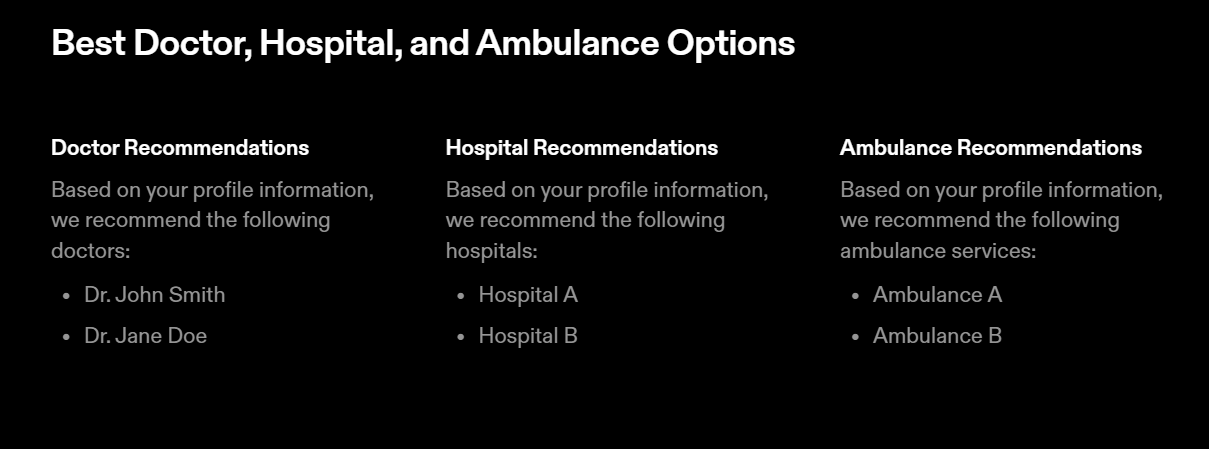 Best Doctor, Hospital, and Ambulance Options
Doctor Recommendations
Based on your profile information,
we recommend the following
doctors:
• Dr. John Smith
• Dr. Jane Doe
Hospital Recommendations
Based on your profile information,
we recommend the following
hospitals:
• Hospital A
• Hospital B
Ambulance Recommendations
Based on your profile information,
we recommend the following
ambulance services:
• Ambulance A
• Ambulance B